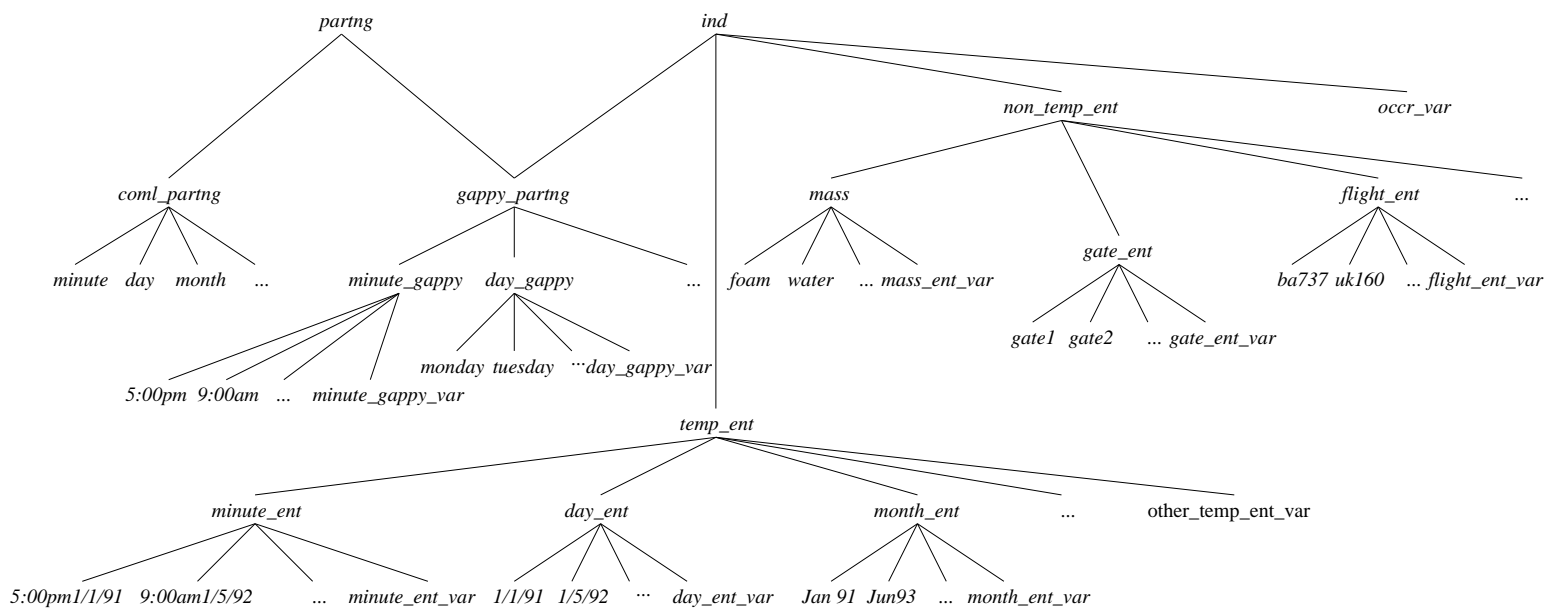 partng ind
non_temp_ent occr_var
coml_partng gappy_partng mass flight_ent ...
gate_ent
minute day month ... minute_gappy day_gappy ... foam water ... mass_ent_var ba737 uk160 ... flight_ent_var
gate1 gate2 ... gate_ent_var
monday tuesday ... day_gappy_var
5:00pm 9:00am ... minute_gappy_var
temp_ent
minute_ent day_ent month_ent ... other_temp_ent_var
5:00pm1/1/91 9:00am1/5/92 ... minute_ent_var 1/1/91 1/5/92 ... day_ent_var Jan 91 Jun93 ... month_ent_var